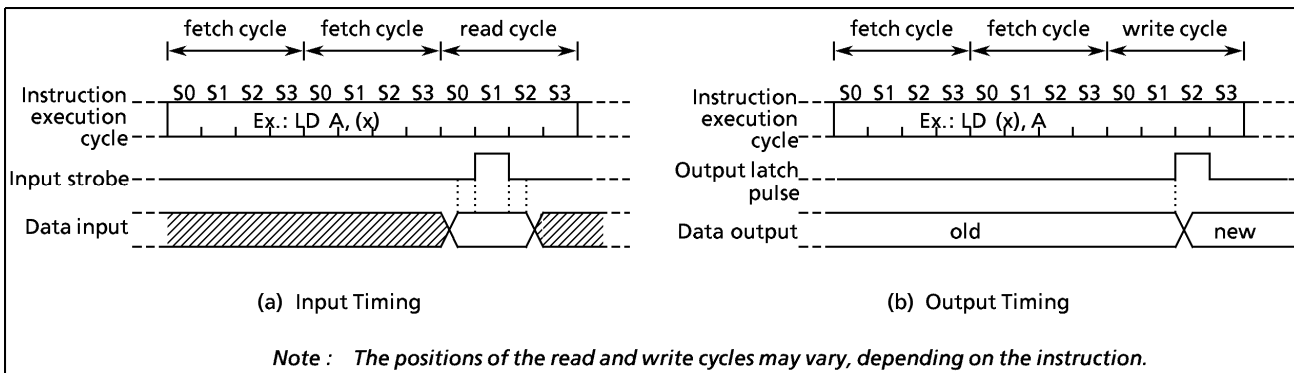 fetch cycle fetch cycle read cycle
S0 S1 S2 S3 S0 S1 S2 S3 S0 S1 S2 S3
Instruction
execution
cycle
Ex.: LD A, (x)
Input strobe
Data input
(a) Input Timing
fetch cycle fetch cycle write cycle
S0 S1 S2 S3 S0 S1 S2 S3 S0 S1 S2 S3
Instruction
execution
cycle
Ex.: LD (x), A
Output latch
pulse
Data output
old
new
(b) Output Timing
Note : The positions of the read and write cycles may vary, depending on the instruction.